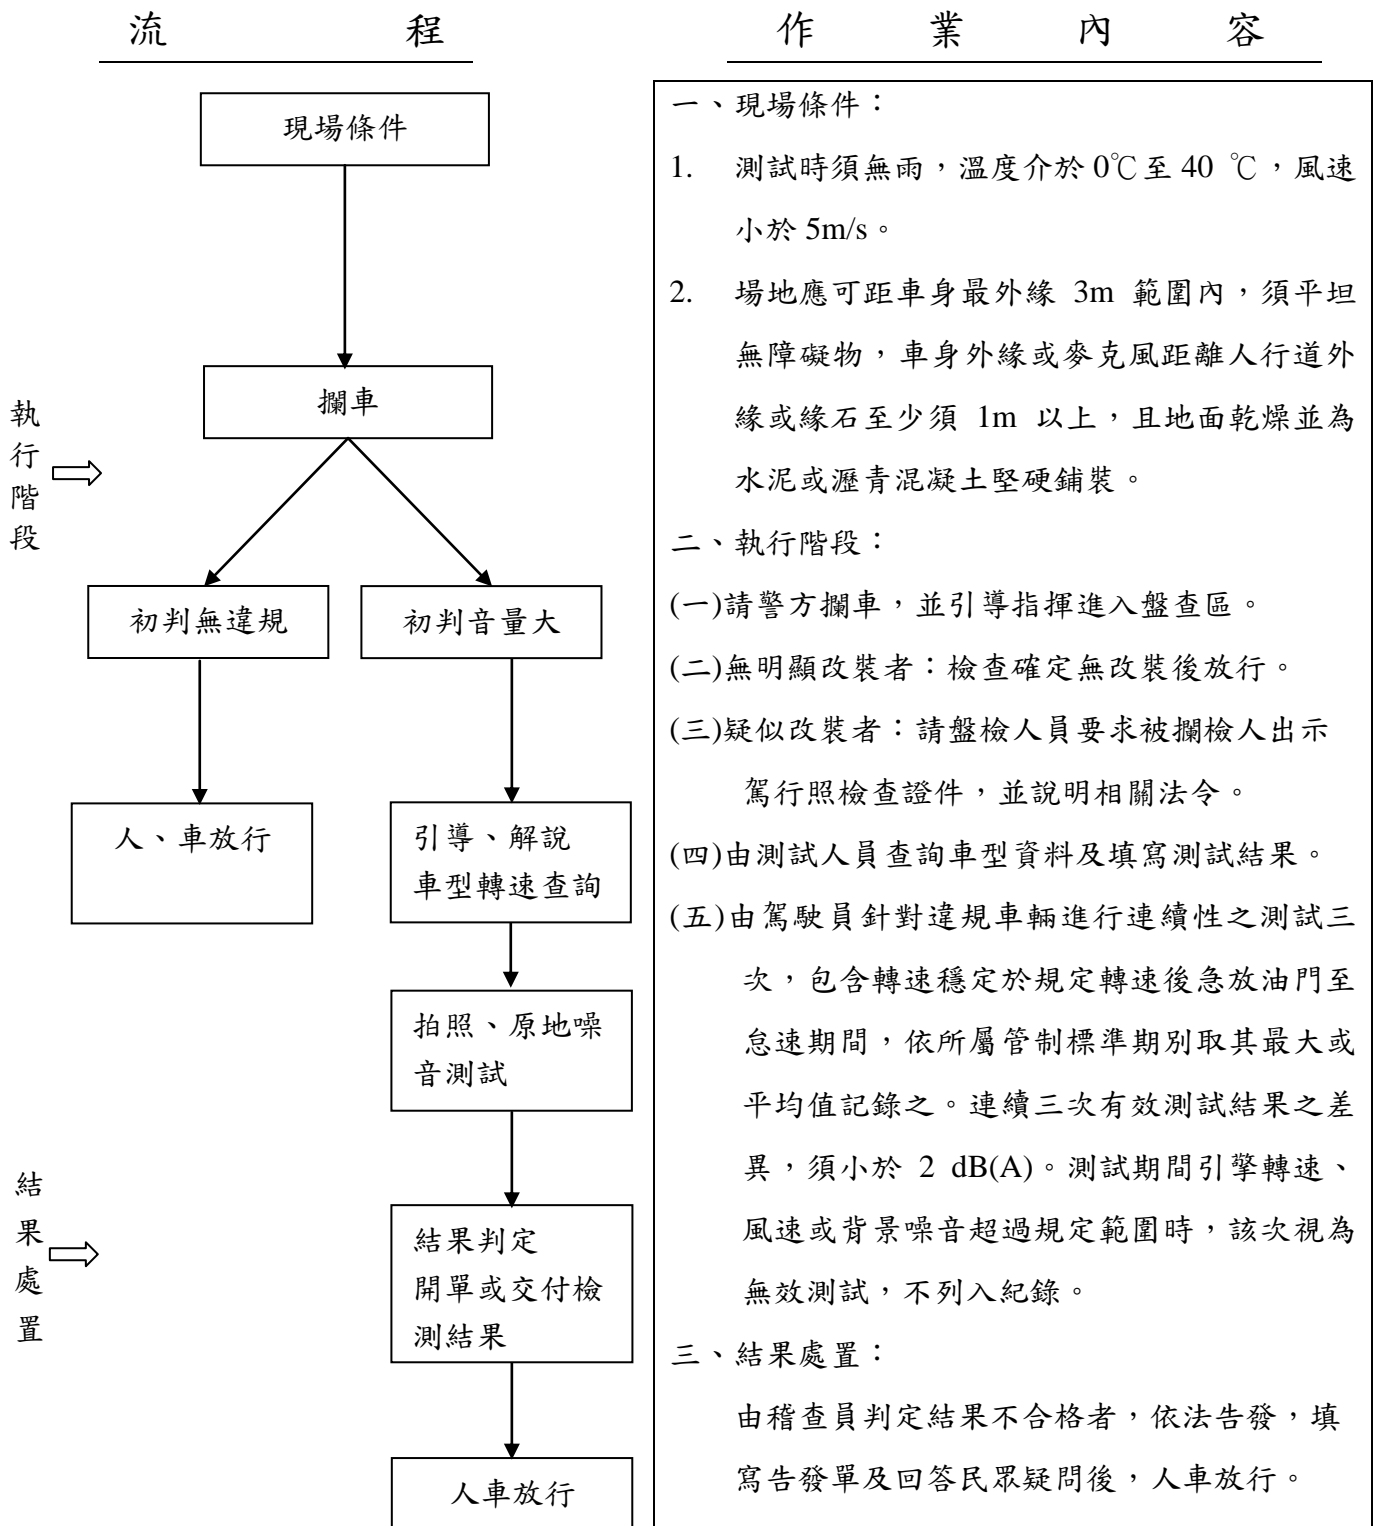 流程
現場條件
攔車
執行階段
初判無違規
初判音量大
人、車放行
引導、解說
車型轉速查詢
拍照、原地噪
音測試
結果處置
結果判定
開單或交付檢
測結果
人車放行
作業內容
一、現場條件：
1. 測試時須無雨，溫度介於 0℃至 40 ℃，風速
小於 5m/s。
2. 場地應可距車身最外緣 3m 範圍內，須平坦
無障礙物，車身外緣或麥克風距離人行道外
緣或緣石至少須 1m 以上，且地面乾燥並為
水泥或瀝青混凝土堅硬鋪裝。
二、執行階段：
(一)請警方攔車，並引導指揮進入盤查區。
(二)無明顯改裝者：檢查確定無改裝後放行。
(三)疑似改裝者：請盤檢人員要求被攔檢人出示
駕行照檢查證件，並說明相關法令。
(四)由測試人員查詢車型資料及填寫測試結果。
(五)由駕駛員針對違規車輛進行連續性之測試三
次，包含轉速穩定於規定轉速後急放油門至
怠速期間，依所屬管制標準期別取其最大或
平均值記錄之。連續三次有效測試結果之差
異，須小於 2 dB(A)。測試期間引擎轉速、
風速或背景噪音超過規定範圍時，該次視為
無效測試，不列入紀錄。
三、結果處置：
由稽查員判定結果不合格者，依法告發，填
寫告發單及回答民眾疑問後，人車放行。